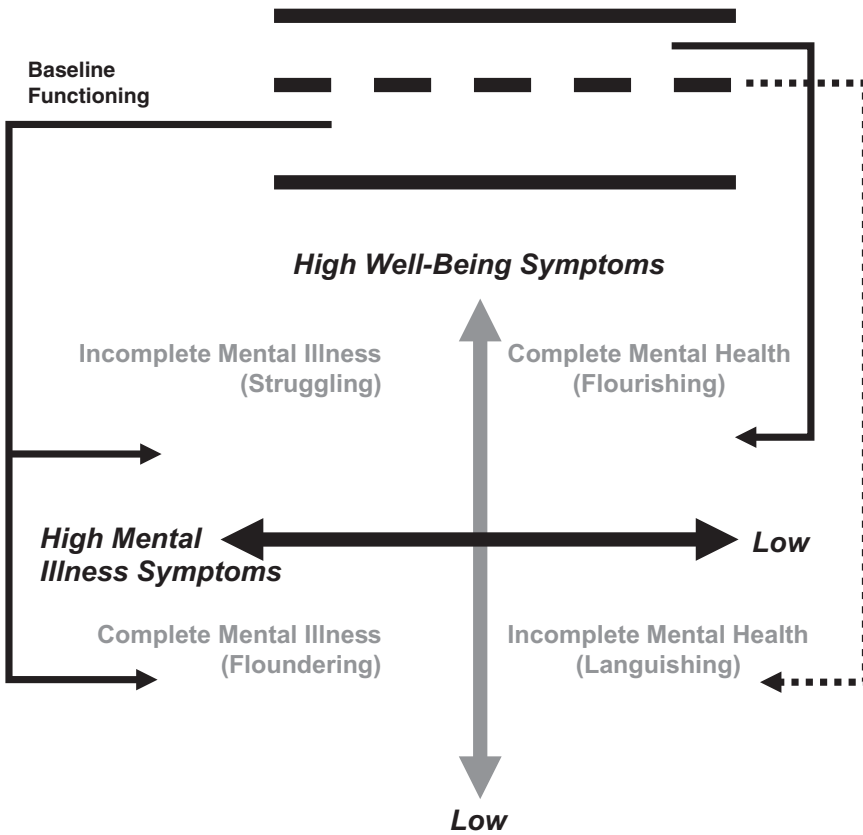 Baseline
Functioning
High Well-Being Symptoms
Incomplete Mental Illness
(Struggling)
Complete Mental Health
(Flourishing)
High Mental
Illness Symptoms
Low
Complete Mental Illness
(Floundering)
Incomplete Mental Health
(Languishing)
Low